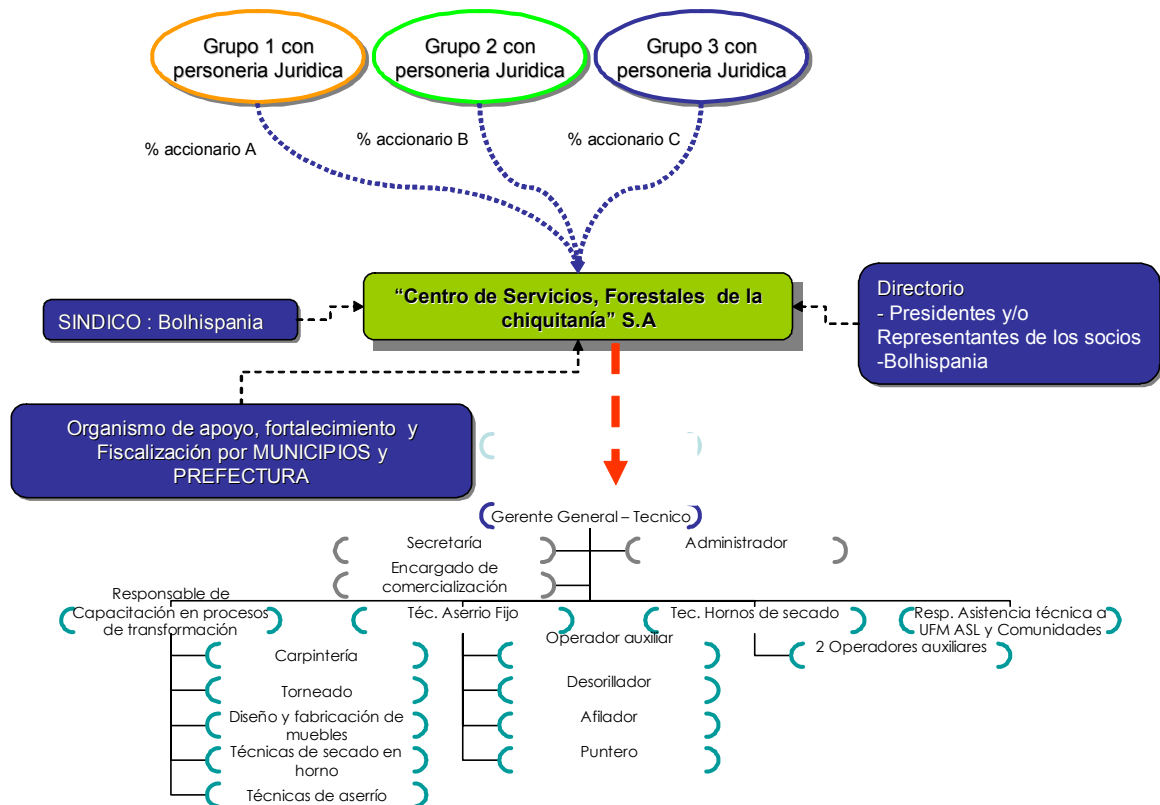 Grupo 1 con
personeria Juridica
Grupo 2 con
personeria Juridica
Grupo 3 con
personeria Juridica
% accionario A
% accionario B
% accionario C
“Centro de Servicios, Forestales de la
chiquitanía” S.A
SINDICO : Bolhispania
Directorio
- Presidentes y/o
Representantes de los socios
-Bolhispania
Organismo de apoyo, fortalecimiento y
Fiscalización por MUNICIPIOS y
PREFECTURA
Gerente General – Tecnico
Secretaría
Administrador
Encargado de
comercialización
Responsable de
Capacitación en procesos
de transformación
Téc. Aserrio Fijo
Tec. Hornos de secado
Resp. Asistencia técnica a
UFM ASL y Comunidades
Carpintería
Torneado
Diseño y fabricación de
muebles
Técnicas de secado en
horno
Técnicas de aserrío
Operador auxiliar
Desorillador
Afilador
Puntero
2 Operadores auxiliares